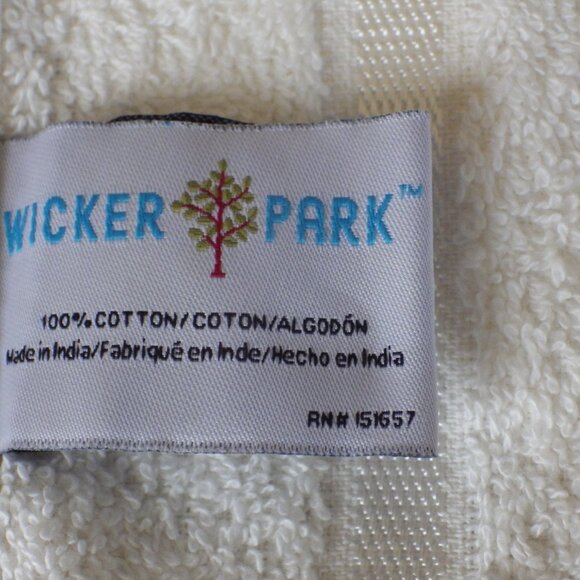 WICKER PARK™
100% COTTON/COTON/ALGODÓN
Made in India/Fabriqué en Inde/Hecho en India
RN# 151657